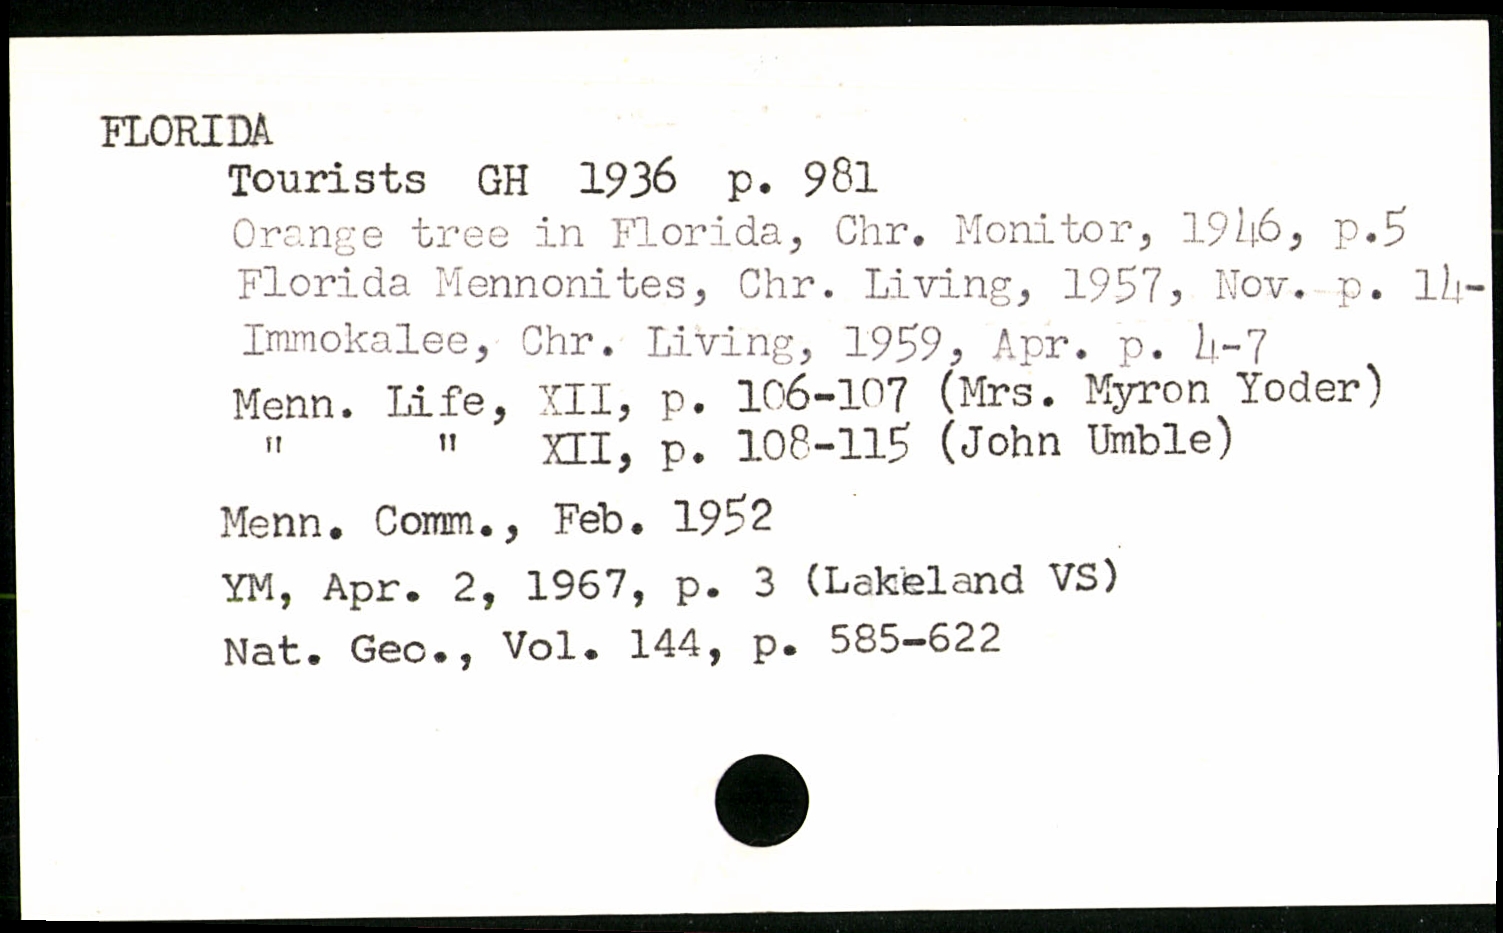 FLORIDA
Tourists GH 1936 p. 981
Orange tree in Florida, Chr. Monitor, 1946, p.5
Florida Mennonites, Chr. Living, 1957, Nov. p. 14-
Immokalee, Chr. Living, 1959, Apr. p. 4-7
Menn. Life, XII, p. 106-107 (Mrs. Myron Yoder)
" " XII, p. 108-115 (John Umble)
Menn. Comm., Feb. 1952
YM, Apr. 2, 1967, p. 3 (Lakeland VS)
Nat. Geo., Vol. 144, p. 585-622